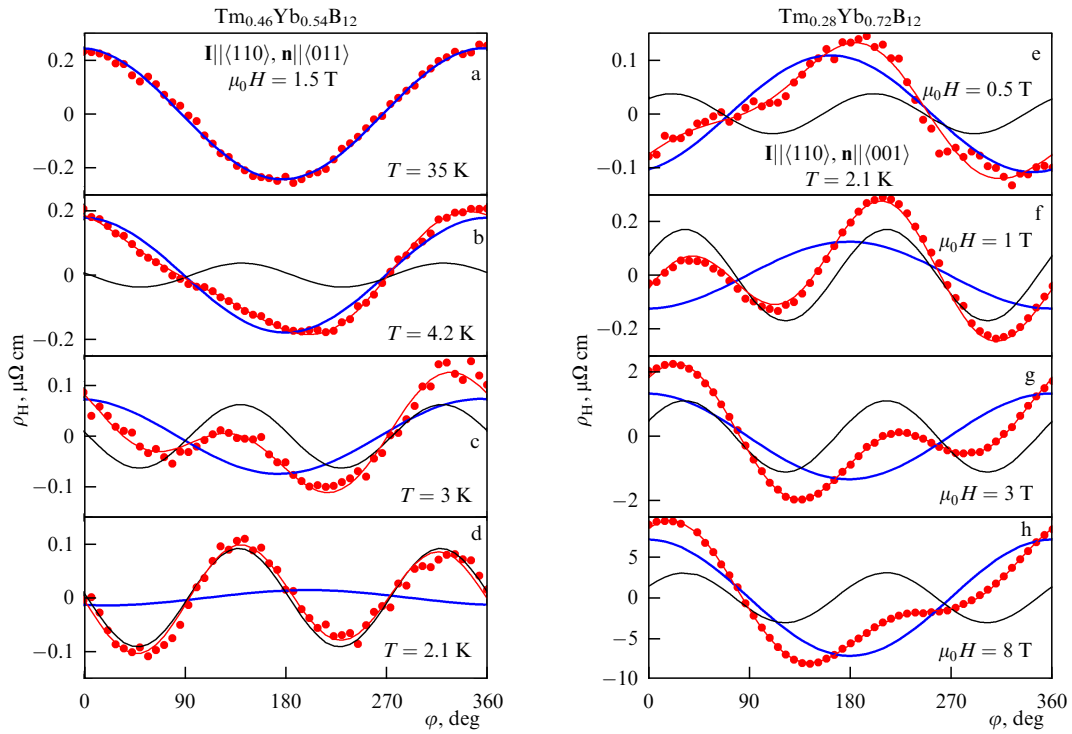 Tm0.46Yb0.54B12
I||⟨110⟩, n||⟨011⟩
μ0H = 1.5 T
a
T = 35 K
0.2
0
−0.2
b
T = 4.2 K
0.2
0
−0.2
c
T = 3 K
0.1
0
−0.1
d
T = 2.1 K
0.1
0
−0.1
ρH, μΩ cm
0 90 180 270 360
φ, deg
Tm0.28Yb0.72B12
e
μ0H = 0.5 T
I||⟨110⟩, n||⟨001⟩
T = 2.1 K
0.1
0
−0.1
f
μ0H = 1 T
0.2
0
−0.2
g
μ0H = 3 T
2
0
−2
h
μ0H = 8 T
5
0
−5
−10
ρH, μΩ cm
0 90 180 270 360
φ, deg